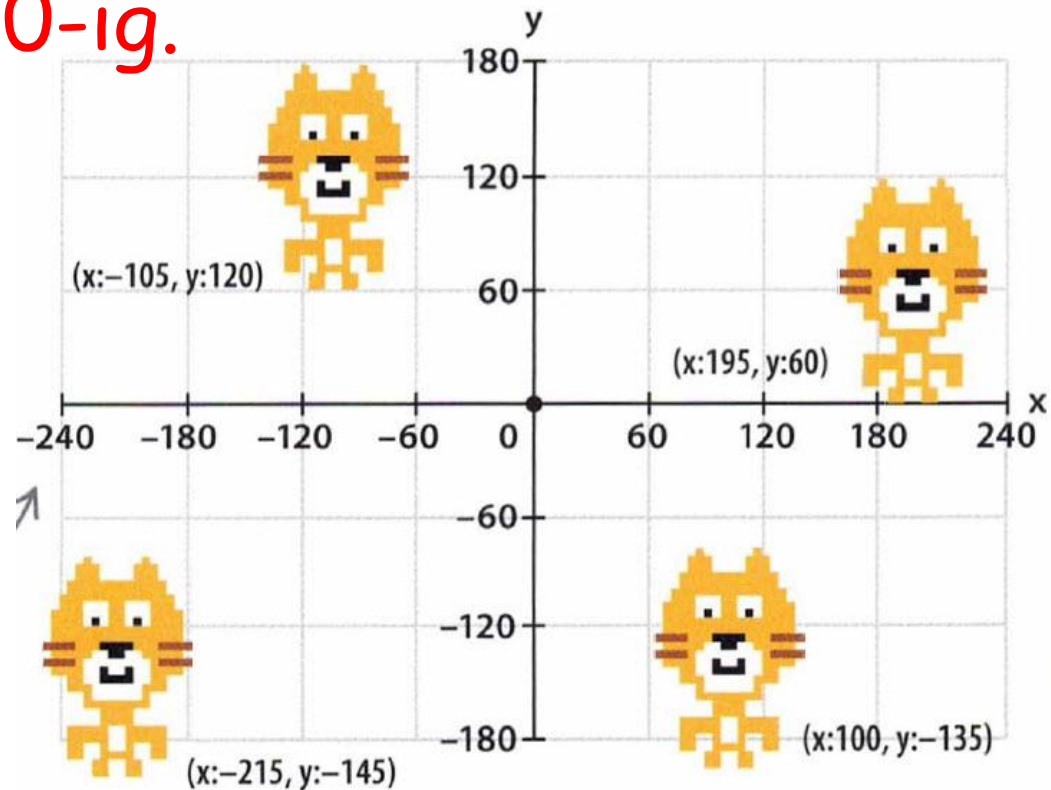 0-ig.
y
180
120
(x:–105, y:120)
60
(x:195, y:60)
x
–240 –180 –120 –60 0 60 120 180 240
–60
–120
–180
(x:100, y:–135)
(x:–215, y:–145)